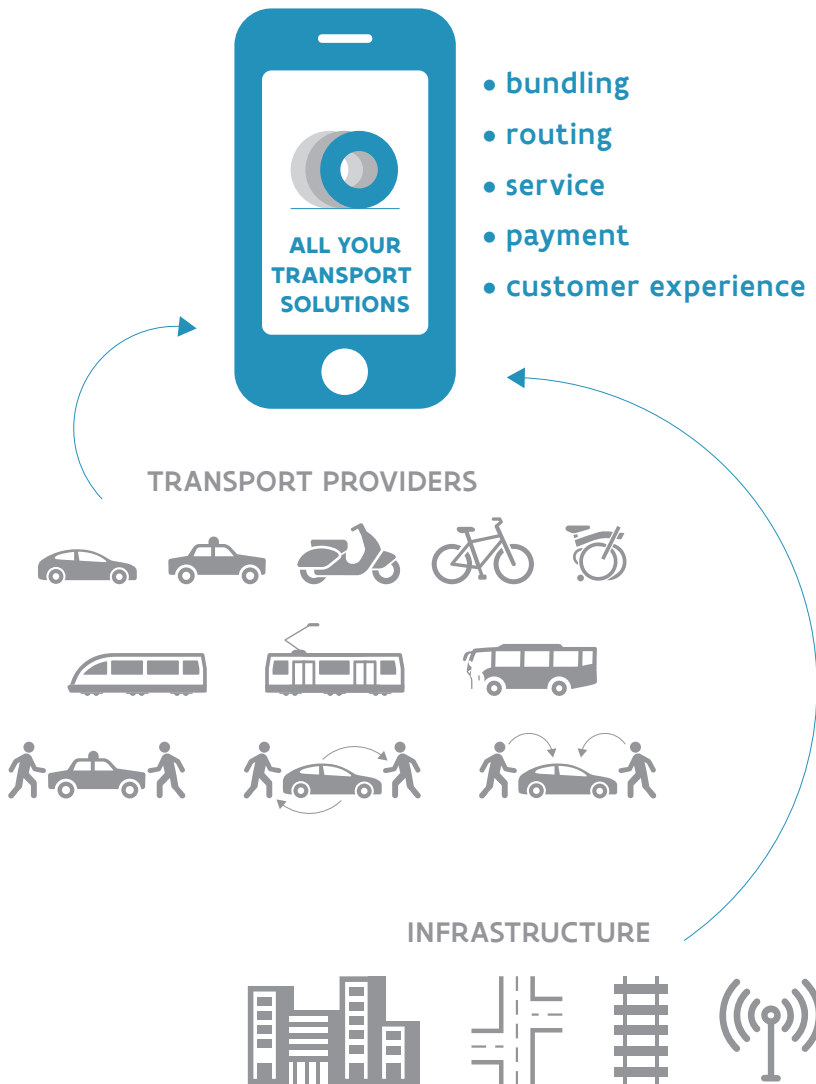 • bundling
• routing
• service
• payment
• customer experience
ALL YOUR
TRANSPORT
SOLUTIONS
TRANSPORT PROVIDERS
INFRASTRUCTURE